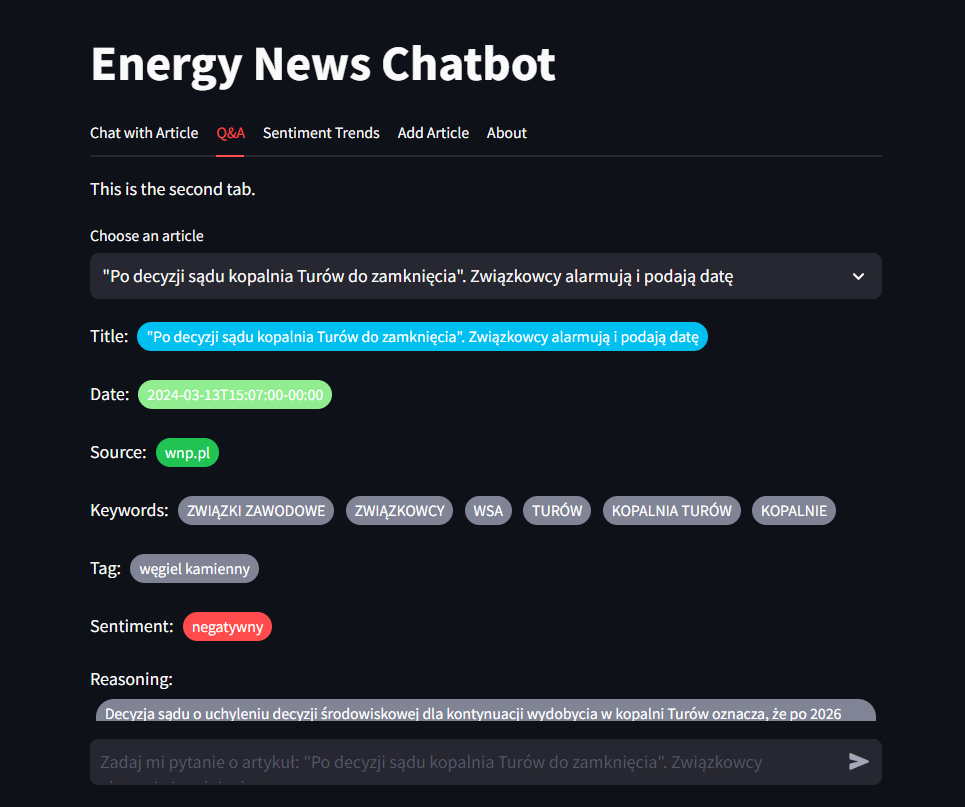 Energy News Chatbot
Chat with Article Q&A Sentiment Trends Add Article About
This is the second tab.
Choose an article
"Po decyzji sądu kopalnia Turów do zamknięcia". Związkowcy alarmują i podają datę
Title: "Po decyzji sądu kopalnia Turów do zamknięcia". Związkowcy alarmują i podają datę
Date: 2024-03-13T15:07:00-00:00
Source: wnp.pl
Keywords: ZWIĄZKI ZAWODOWE ZWIĄZKOWCY WSA TURÓW KOPALNIA TURÓW KOPALNIE
Tag: węgiel kamienny
Sentiment: negatywny
Reasoning:
Decyzja sądu o uchyleniu decyzji środowiskowej dla kontynuacji wydobycia w kopalni Turów oznacza, że po 2026
Zadaj mi pytanie o artykuł: "Po decyzji sądu kopalnia Turów do zamknięcia". Związkowcy